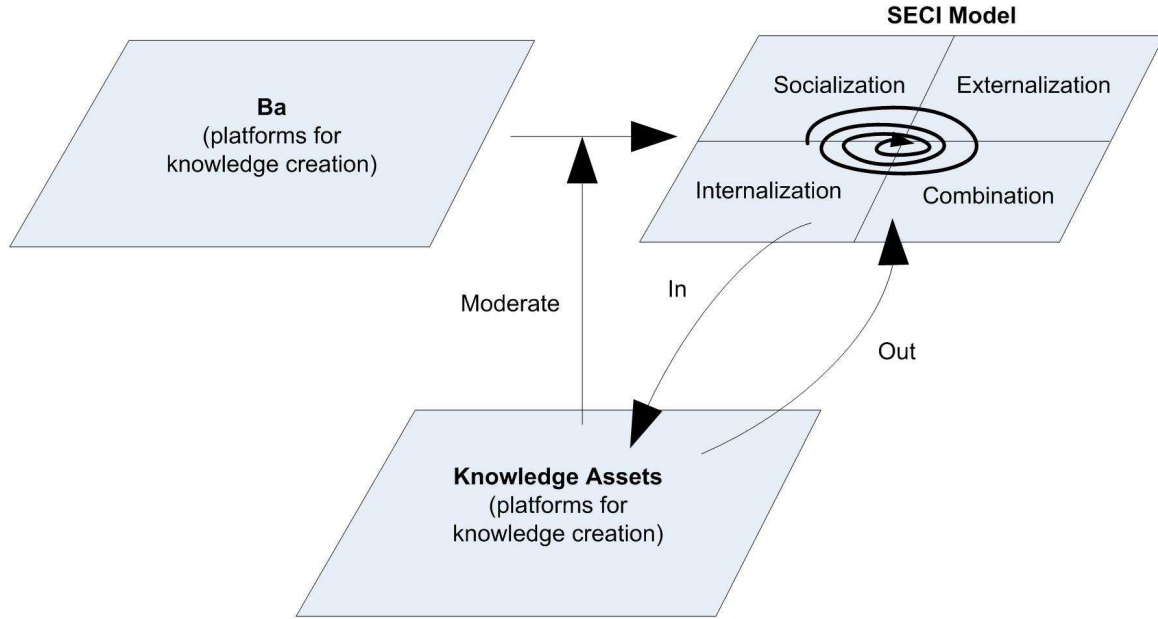 SECI Model
Ba
(platforms for
knowledge creation)
Socialization
Externalization
Internalization
Combination
Moderate
In
Out
Knowledge Assets
(platforms for
knowledge creation)